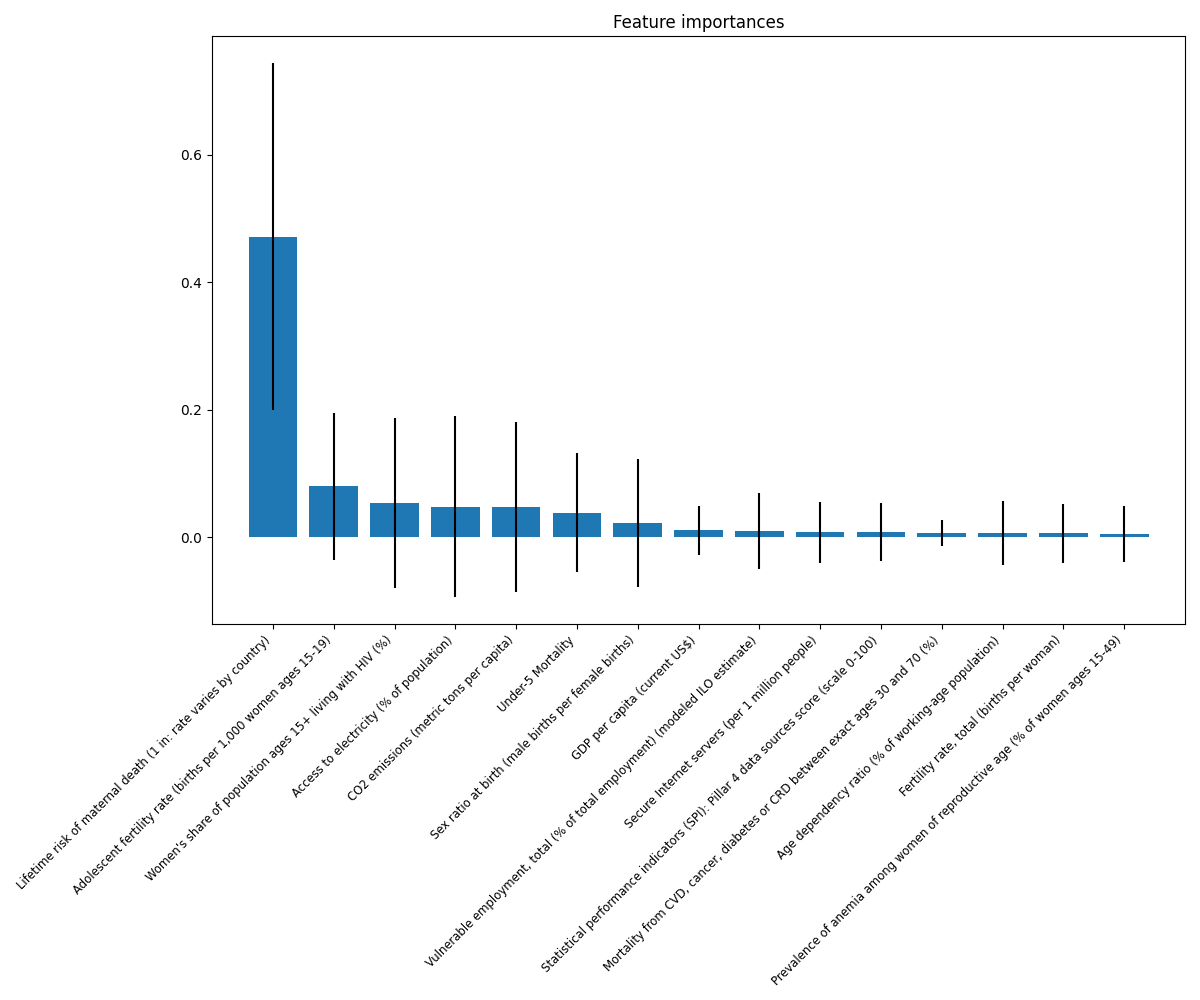 Feature importances
0.6
0.4
0.2
0.0
Lifetime risk of maternal death (1 in: rate varies by country)
Adolescent fertility rate (births per 1,000 women ages 15-19)
Women's share of population ages 15+ living with HIV (%)
Access to electricity (% of population)
CO2 emissions (metric tons per capita)
Under-5 Mortality
Sex ratio at birth (male births per female births)
GDP per capita (current US$)
Vulnerable employment, total (% of total employment) (modeled ILO estimate)
Secure Internet servers (per 1 million people)
Statistical performance indicators (SPI): Pillar 4 data sources score (scale 0-100)
Mortality from CVD, cancer, diabetes or CRD between exact ages 30 and 70 (%)
Age dependency ratio (% of working-age population)
Fertility rate, total (births per woman)
Prevalence of anemia among women of reproductive age (% of women ages 15-49)